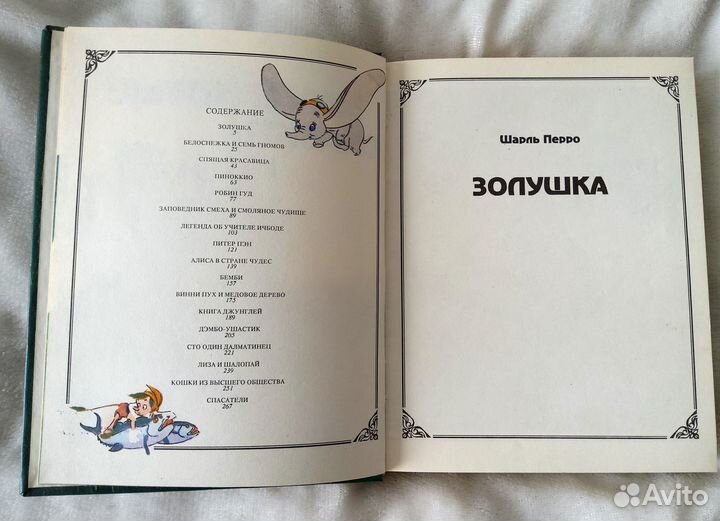 СОДЕРЖАНИЕ
ЗОЛУШКА
5
БЕЛОСНЕЖКА И СЕМЬ ГНОМОВ
25
СПЯЩАЯ КРАСАВИЦА
43
ПИНОККИО
63
РОБИН ГУД
77
ЗАПОВЕДНИК СМЕХА И СМОЛЯНОЕ ЧУДИЩЕ
89
ЛЕГЕНДА ОБ УЧИТЕЛЕ ИЧБОДЕ
103
ПИТЕР ПЭН
121
АЛИСА В СТРАНЕ ЧУДЕС
139
БЕМБИ
157
ВИННИ ПУХ И МЕДОВОЕ ДЕРЕВО
175
КНИГА ДЖУНГЛЕЙ
189
ДЭМБО-УШАСТИК
205
СТО ОДИН ДАЛМАТИНЕЦ
221
ЛИЗА И ШАЛОПАЙ
239
КОШКИ ИЗ ВЫСШЕГО ОБЩЕСТВА
251
СПАСАТЕЛИ
267
Шарль Перро
ЗОЛУШКА
Avito